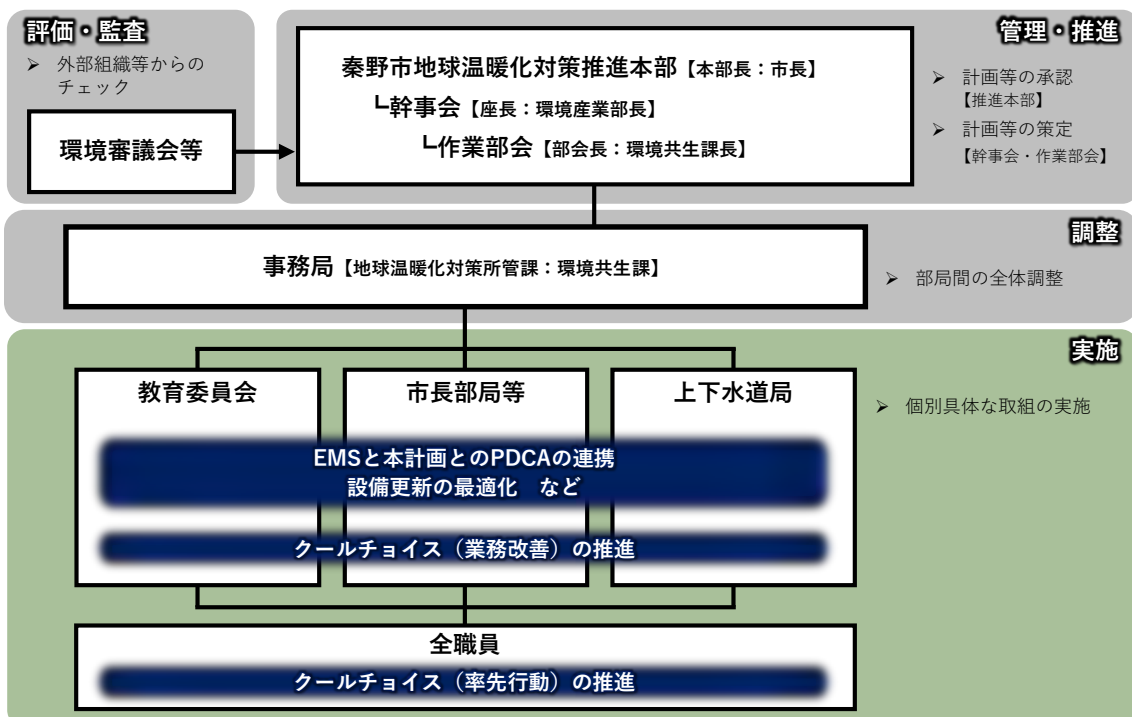 評価・監査
➢ 外部組織等からの
チェック
環境審議会等
管理・推進
秦野市地球温暖化対策推進本部【本部長：市長】
┗幹事会【座長：環境産業部長】
┗作業部会【部会長：環境共生課長】
➢ 計画等の承認
【推進本部】
➢ 計画等の策定
【幹事会・作業部会】
調整
事務局【地球温暖化対策所管課：環境共生課】
➢ 部局間の全体調整
実施
教育委員会
市長部局等
上下水道局
➢ 個別具体な取組の実施
EMSと本計画とのPDCAの連携
設備更新の最適化　など
クールチョイス（業務改善）の推進
全職員
クールチョイス（率先行動）の推進